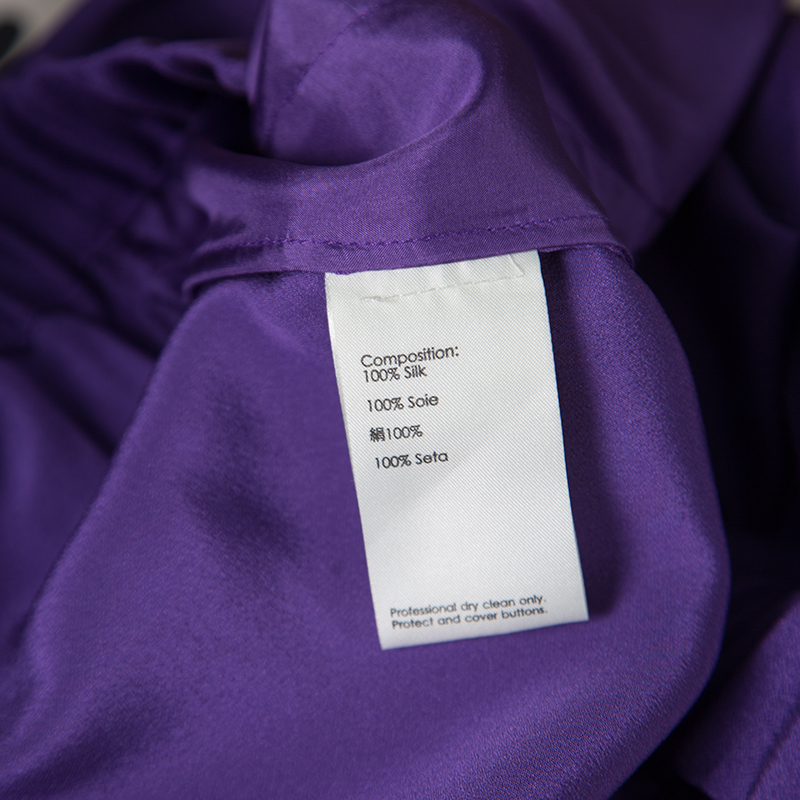 Composition:
100% Silk
100% Soie
絹100%
100% Seta
Professional dry clean only.
Protect and cover buttons.